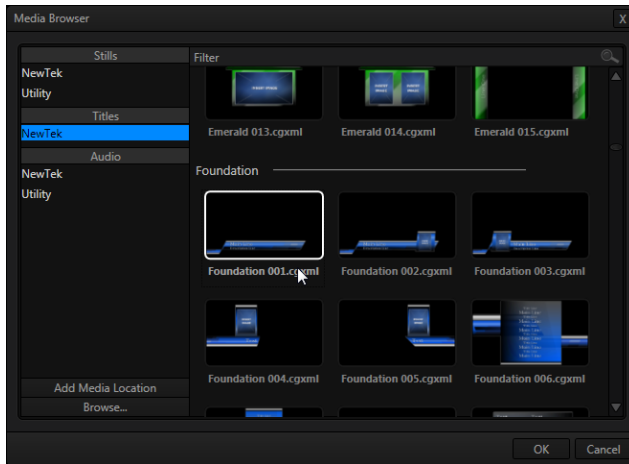 Media Browser
X
Stills
NewTek
Utility
Titles
NewTek
Audio
NewTek
Utility
Add Media Location
Browse...
Filter
Emerald 013.cgxml
Emerald 014.cgxml
Emerald 015.cgxml
Foundation
Foundation 001.cgxml
Foundation 002.cgxml
Foundation 003.cgxml
Foundation 004.cgxml
Foundation 005.cgxml
Foundation 006.cgxml
OK
Cancel